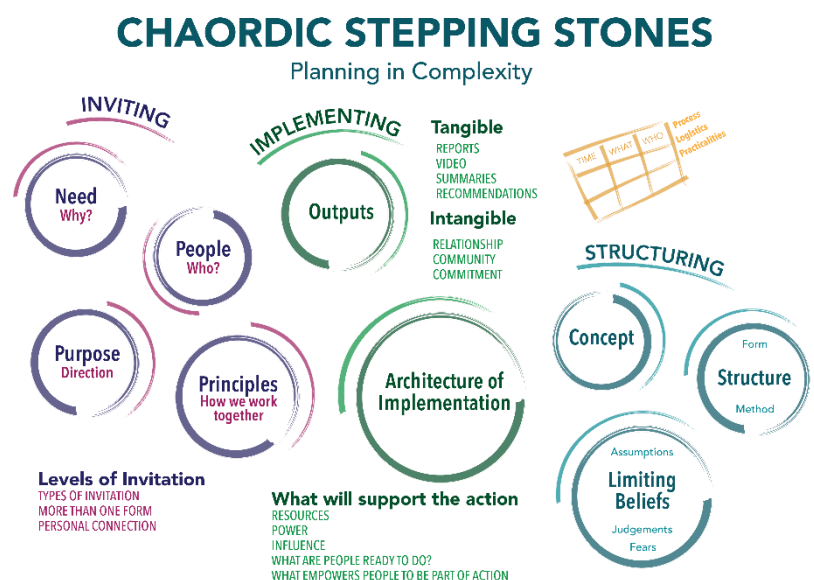 CHAORDIC STEPPING STONES
Planning in Complexity
INVITING
Need
Why?
People
Who?
Purpose
Direction
Principles
How we work
together
Levels of Invitation
TYPES OF INVITATION
MORE THAN ONE FORM
PERSONAL CONNECTION
IMPLEMENTING
Outputs
Tangible
REPORTS
VIDEO
SUMMARIES
RECOMMENDATIONS
Intangible
RELATIONSHIP
COMMUNITY
COMMITMENT
Architecture of
Implementation
What will support the action
RESOURCES
POWER
INFLUENCE
WHAT ARE PEOPLE READY TO DO?
WHAT EMPOWERS PEOPLE TO BE PART OF ACTION
TIME WHAT WHO
Process
Logistics
Practicalities
STRUCTURING
Concept
Form
Structure
Method
Assumptions
Limiting
Beliefs
Judgements
Fears